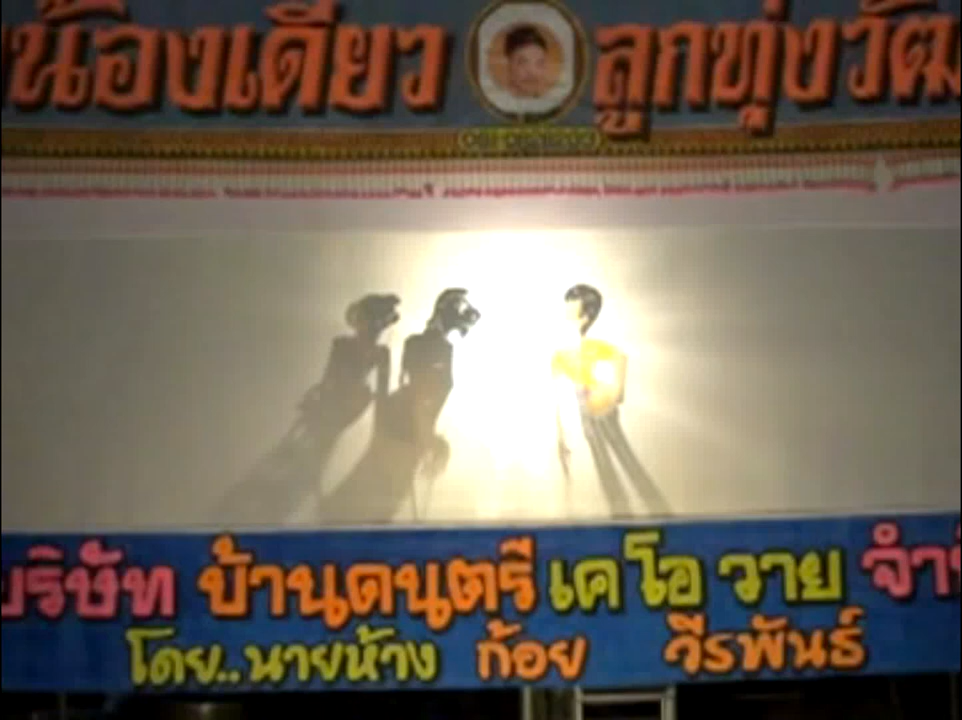 น้องเดียว ลูกทุ่งวัฒ
บริษัท บ้านดนตรี เค โอ วาย จำ
โดย..นายห้าง ก้อย วีรพันธ์